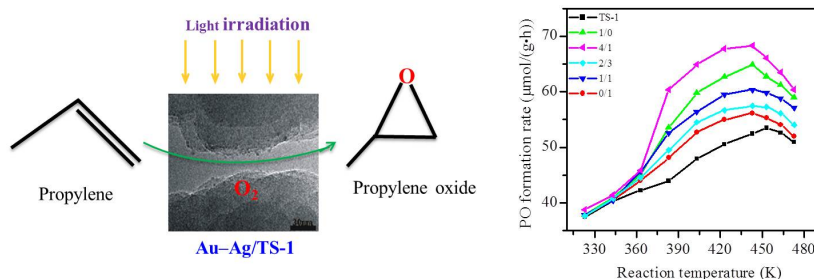 Light irradiation
Propylene
O2
20nm
Propylene oxide
O
Au–Ag/TS-1
PO formation rate (μmol/(g•h))
70
60
50
40
TS-1
1/0
4/1
2/3
1/1
0/1
330 360 390 420 450 480
Reaction temperature (K)